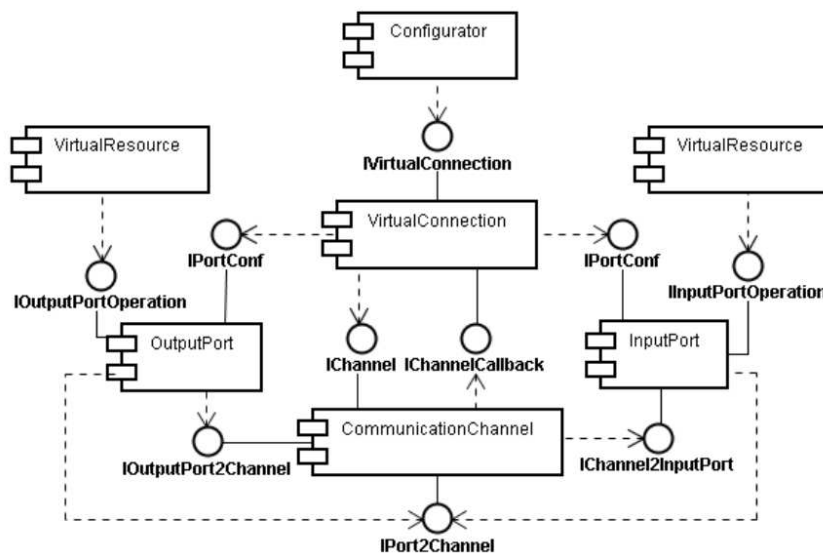 Configurator
VirtualResource
VirtualResource
IVirtualConnection
VirtualConnection
IPortConf
IPortConf
IOutputPortOperation
IInputPortOperation
OutputPort
InputPort
IChannel
IChannelCallback
CommunicationChannel
IOutputPort2Channel
IChannel2InputPort
IPort2Channel